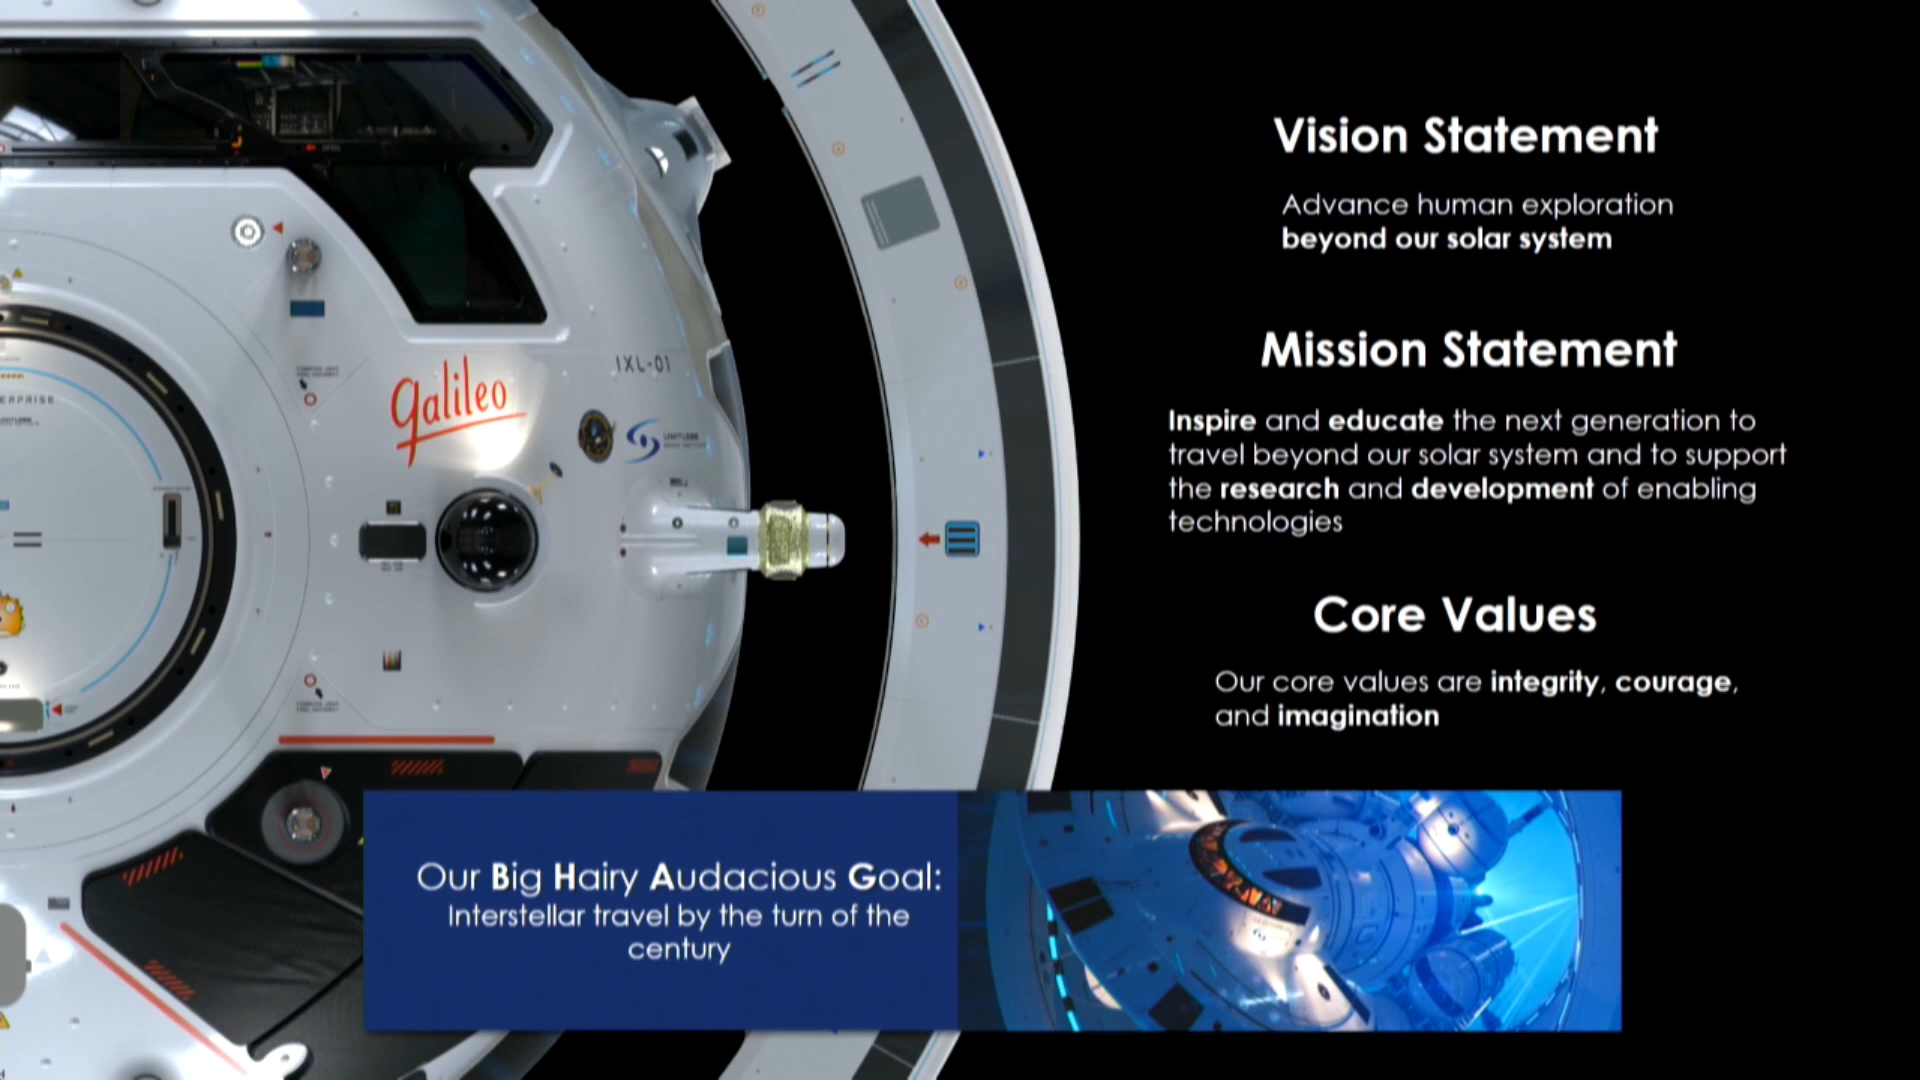 Vision Statement
Advance human exploration
beyond our solar system
Mission Statement
Inspire and educate the next generation to
travel beyond our solar system and to support
the research and development of enabling
technologies
Core Values
Our core values are integrity, courage,
and imagination
Our Big Hairy Audacious Goal:
Interstellar travel by the turn of the
century
galileo
IXL-01
LIMITLESS
OPEN